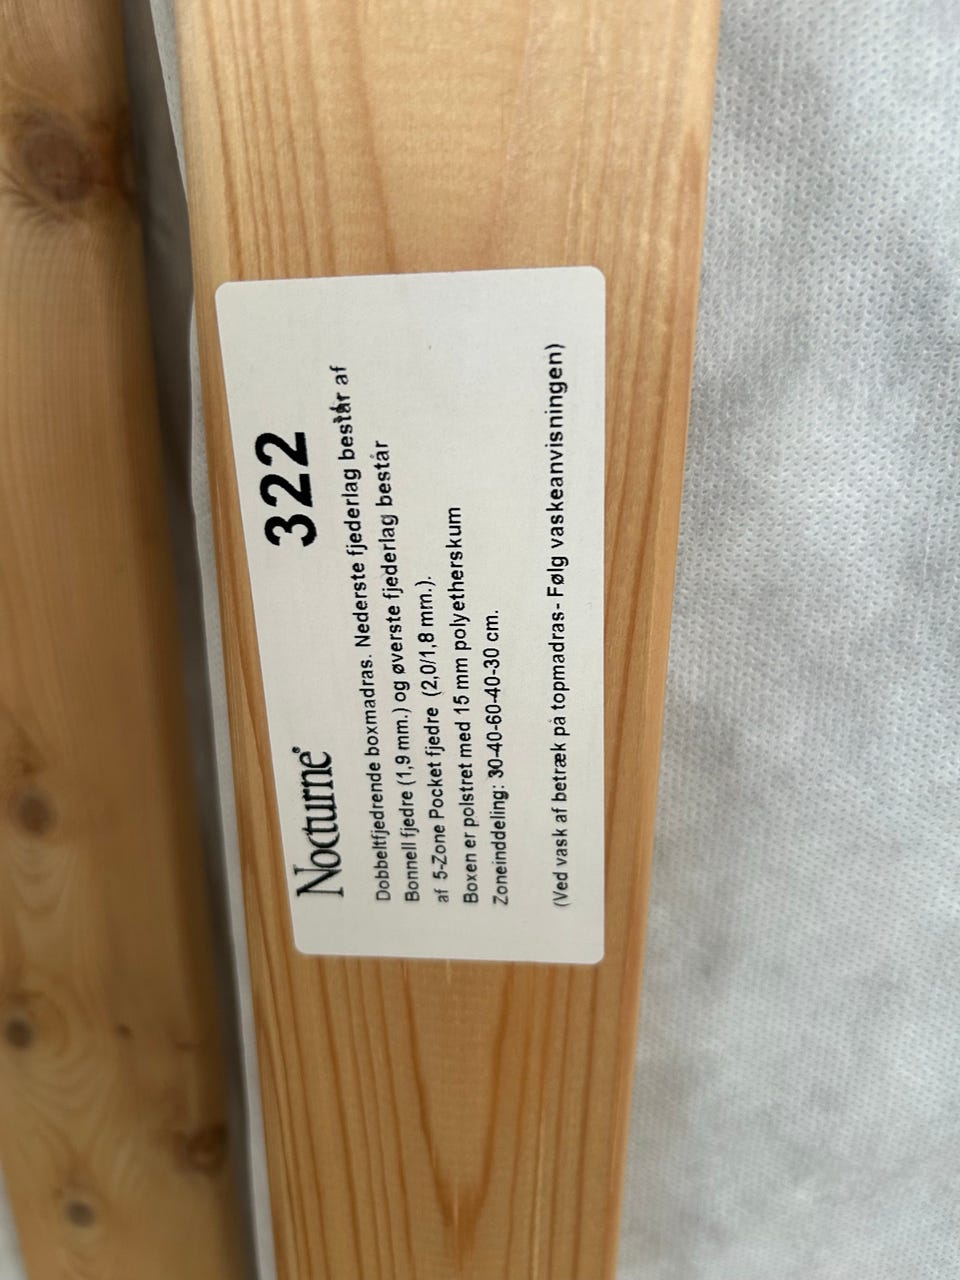 Nocturne® 322
Dobbeltfjedrende boxmadras. Nederste fjederlag består af
Bonnell fjedre (1,9 mm.) og øverste fjederlag består
af 5-Zone Pocket fjedre (2,0/1,8 mm.).
Boxen er polstret med 15 mm polyetherskum
Zoneinddeling: 30-40-60-40-30 cm.
(Ved vask af betræk på topmadras- Følg vaskeanvisningen)